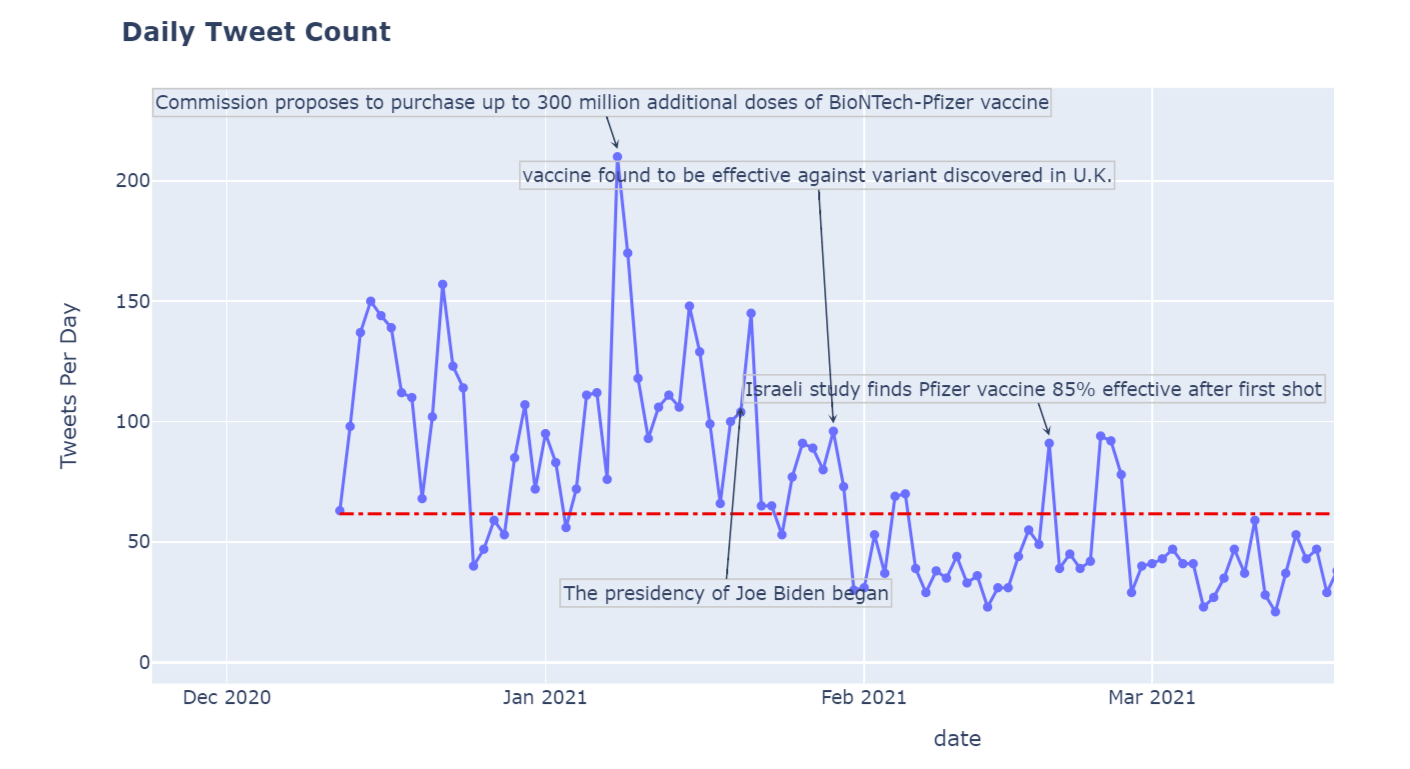 Daily Tweet Count
Commission proposes to purchase up to 300 million additional doses of BioNTech-Pfizer vaccine
vaccine found to be effective against variant discovered in U.K.
Israeli study finds Pfizer vaccine 85% effective after first shot
The presidency of Joe Biden began
Tweets Per Day
200
150
100
50
0
Dec 2020
Jan 2021
Feb 2021
Mar 2021
date